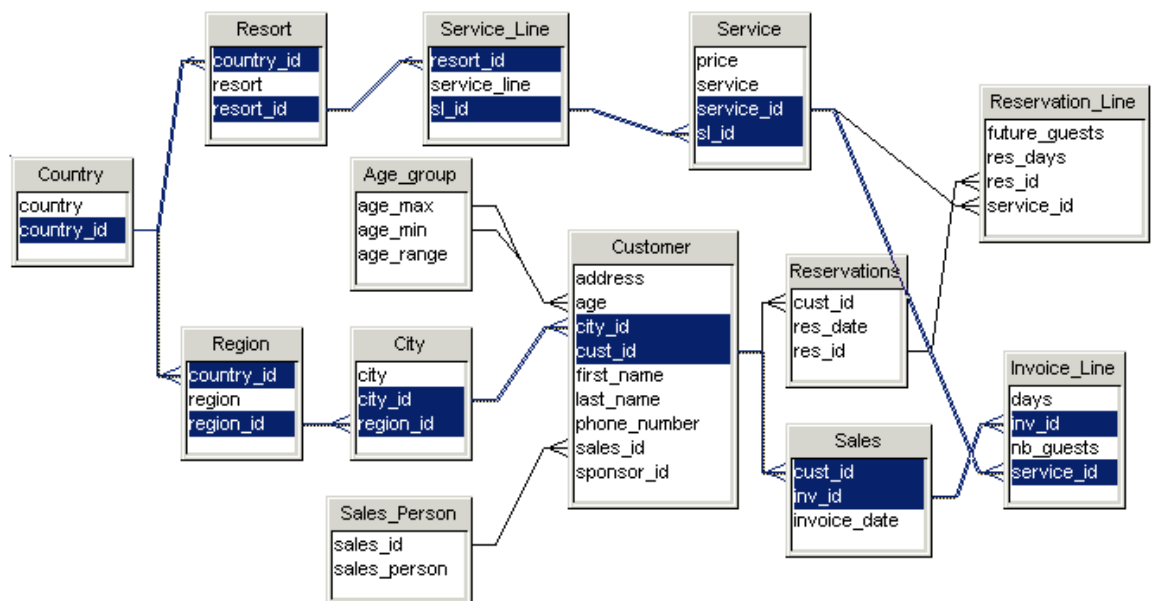 Resort
country_id
resort
resort_id
Service_Line
resort_id
service_line
sl_id
Service
price
service
service_id
sl_id
Reservation_Line
future_guests
res_days
res_id
service_id
Country
country
country_id
Age_group
age_max
age_min
age_range
Customer
address
age
city_id
cust_id
first_name
last_name
phone_number
sales_id
sponsor_id
Reservations
cust_id
res_date
res_id
Region
country_id
region
region_id
City
city
city_id
region_id
Invoice_Line
days
inv_id
nb_guests
service_id
Sales
cust_id
inv_id
invoice_date
Sales_Person
sales_id
sales_person